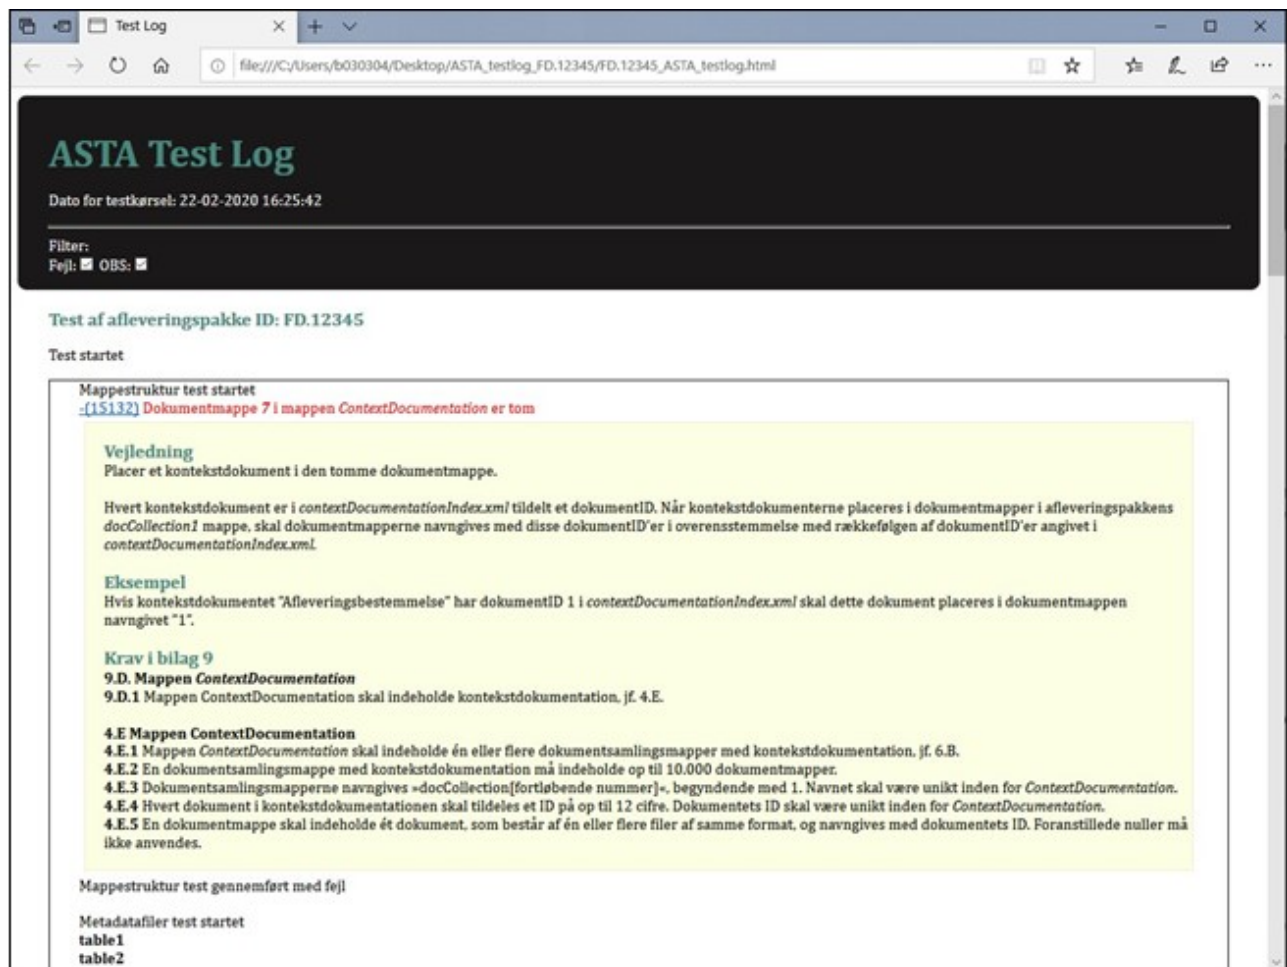 Test Log
file:///C:/Users/b030304/Desktop/ASTA_testlog_FD.12345/FD.12345_ASTA_testlog.html
ASTA Test Log
Dato for testkørsel: 22-02-2020 16:25:42
Filter:
Fejl: OBS:
Test af afleveringspakke ID: FD.12345
Test startet
Mappestruktur test startet
-(15132) Dokumentmappe 7 i mappen ContextDocumentation er tom
Vejledning
Placer et kontekstdokument i den tomme dokumentmappe.
Hvert kontekstdokument er i contextDocumentationIndex.xml tildelt et dokumentID. Når kontekstdokumenterne placeres i dokumentmapper i afleveringspakkens
docCollection1 mappe, skal dokumentmapperne navngives med disse dokumentID'er i overensstemmelse med rækkefølgen af dokumentID'er angivet i
contextDocumentationIndex.xml.
Eksempel
Hvis kontekstdokumentet "Afleveringsbestemmelse" har dokumentID 1 i contextDocumentationIndex.xml skal dette dokument placeres i dokumentmappen
navngivet "1".
Krav i bilag 9
9.D. Mappen ContextDocumentation
9.D.1 Mappen ContextDocumentation skal indeholde kontekstdokumentation, jf. 4.E.
4.E Mappen ContextDocumentation
4.E.1 Mappen ContextDocumentation skal indeholde én eller flere dokumentsamlingsmapper med kontekstdokumentation, jf. 6.B.
4.E.2 En dokumentsamlingsmappe med kontekstdokumentation må indeholde op til 10.000 dokumentmapper.
4.E.3 Dokumentsamlingsmapperne navngives »docCollection[fortløbende nummer]«, begyndende med 1. Navnet skal være unikt inden for ContextDocumentation.
4.E.4 Hvert dokument i kontekstdokumentationen skal tildeles et ID på op til 12 cifre. Dokumentets ID skal være unikt inden for ContextDocumentation.
4.E.5 En dokumentmappe skal indeholde ét dokument, som består af én eller flere filer af samme format, og navngives med dokumentets ID. Foranstillede nuller må
ikke anvendes.
Mappestruktur test gennemført med fejl
Metadatafiler test startet
table1
table2